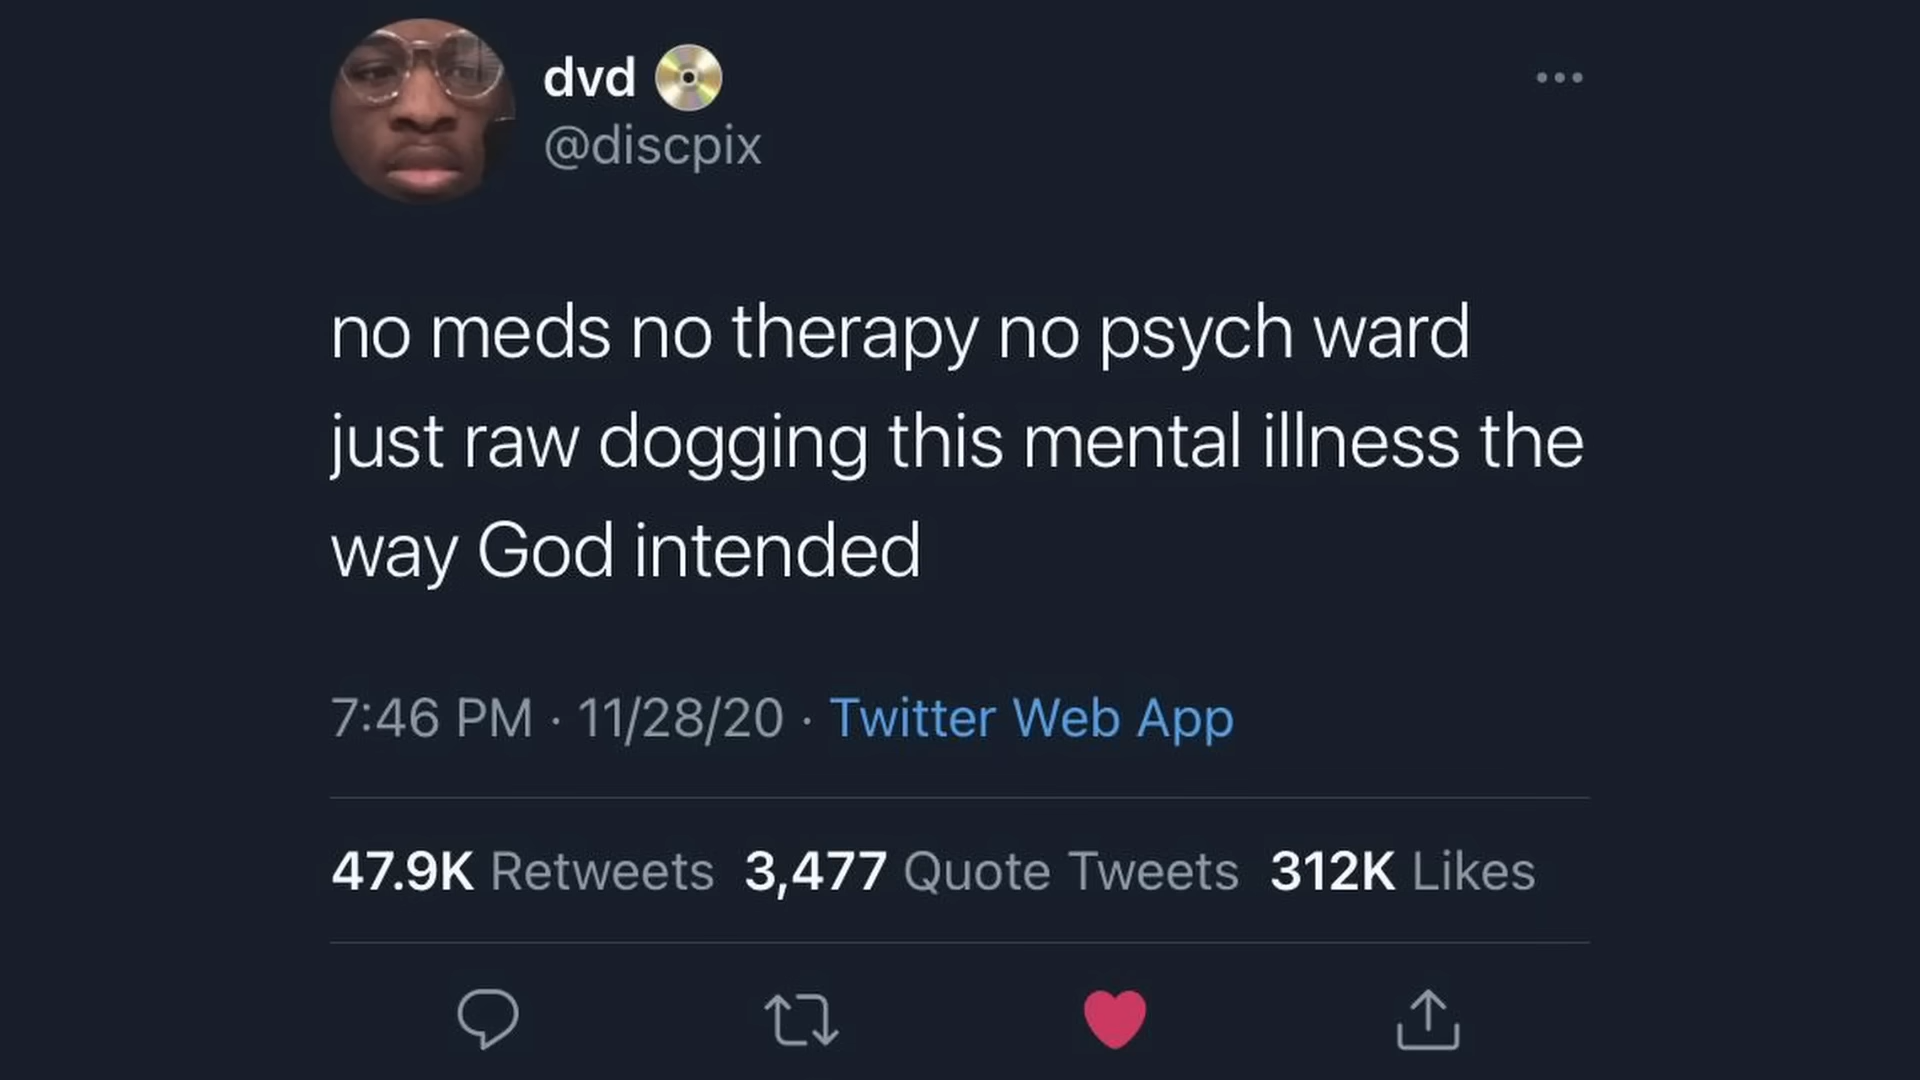 dvd
@discpix
no meds no therapy no psych ward
just raw dogging this mental illness the
way God intended
7:46 PM · 11/28/20 · Twitter Web App
47.9K Retweets 3,477 Quote Tweets 312K Likes